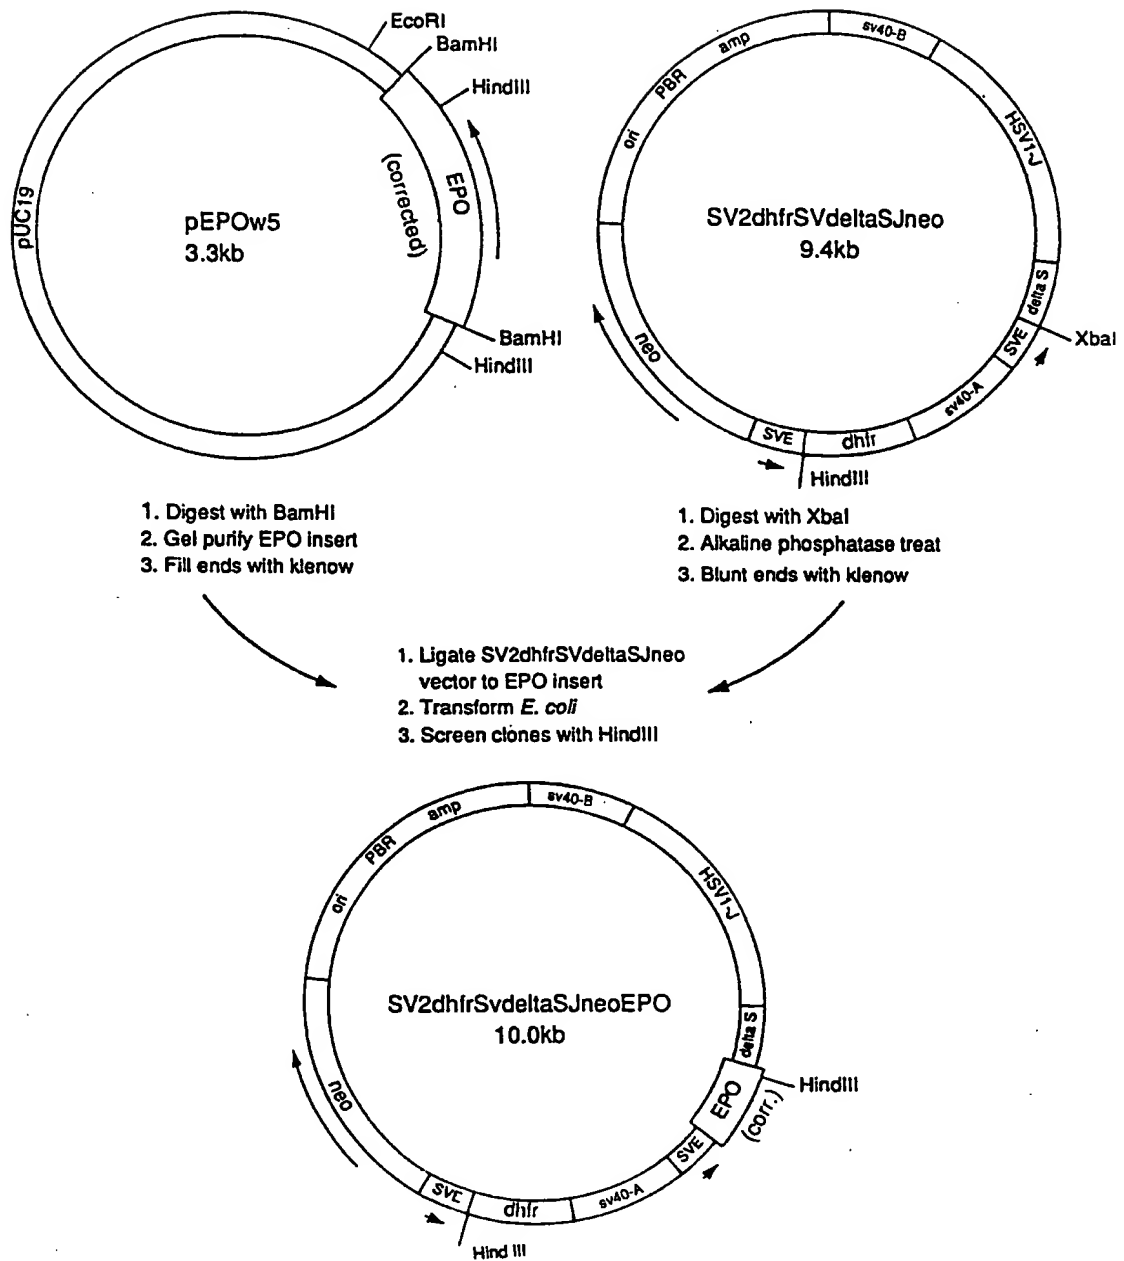 EcoRI
BamHI
HindIII
pUC19
EPO
(corrected)
pEPOw5
3.3kb
BamHI
HindIII
sv40-B
amp
PBR
ori
HSV1-J
SV2dhfrSVdeltaSJneo
9.4kb
delta S
XbaI
SVE
sv40-A
neo
SVE
dhfr
HindIII
1. Digest with BamHI
2. Gel purify EPO insert
3. Fill ends with klenow
1. Digest with XbaI
2. Alkaline phosphatase treat
3. Blunt ends with klenow
1. Ligate SV2dhfrSVdeltaSJneo
vector to EPO insert
2. Transform E. coli
3. Screen clones with HindIII
sv40-B
amp
PBR
ori
HSV1-J
SV2dhfrSvdeltaSJneoEPO
10.0kb
delta S
HindIII
EPO
(corr.)
neo
SVE
SVE
dhfr
sv40-A
Hind III